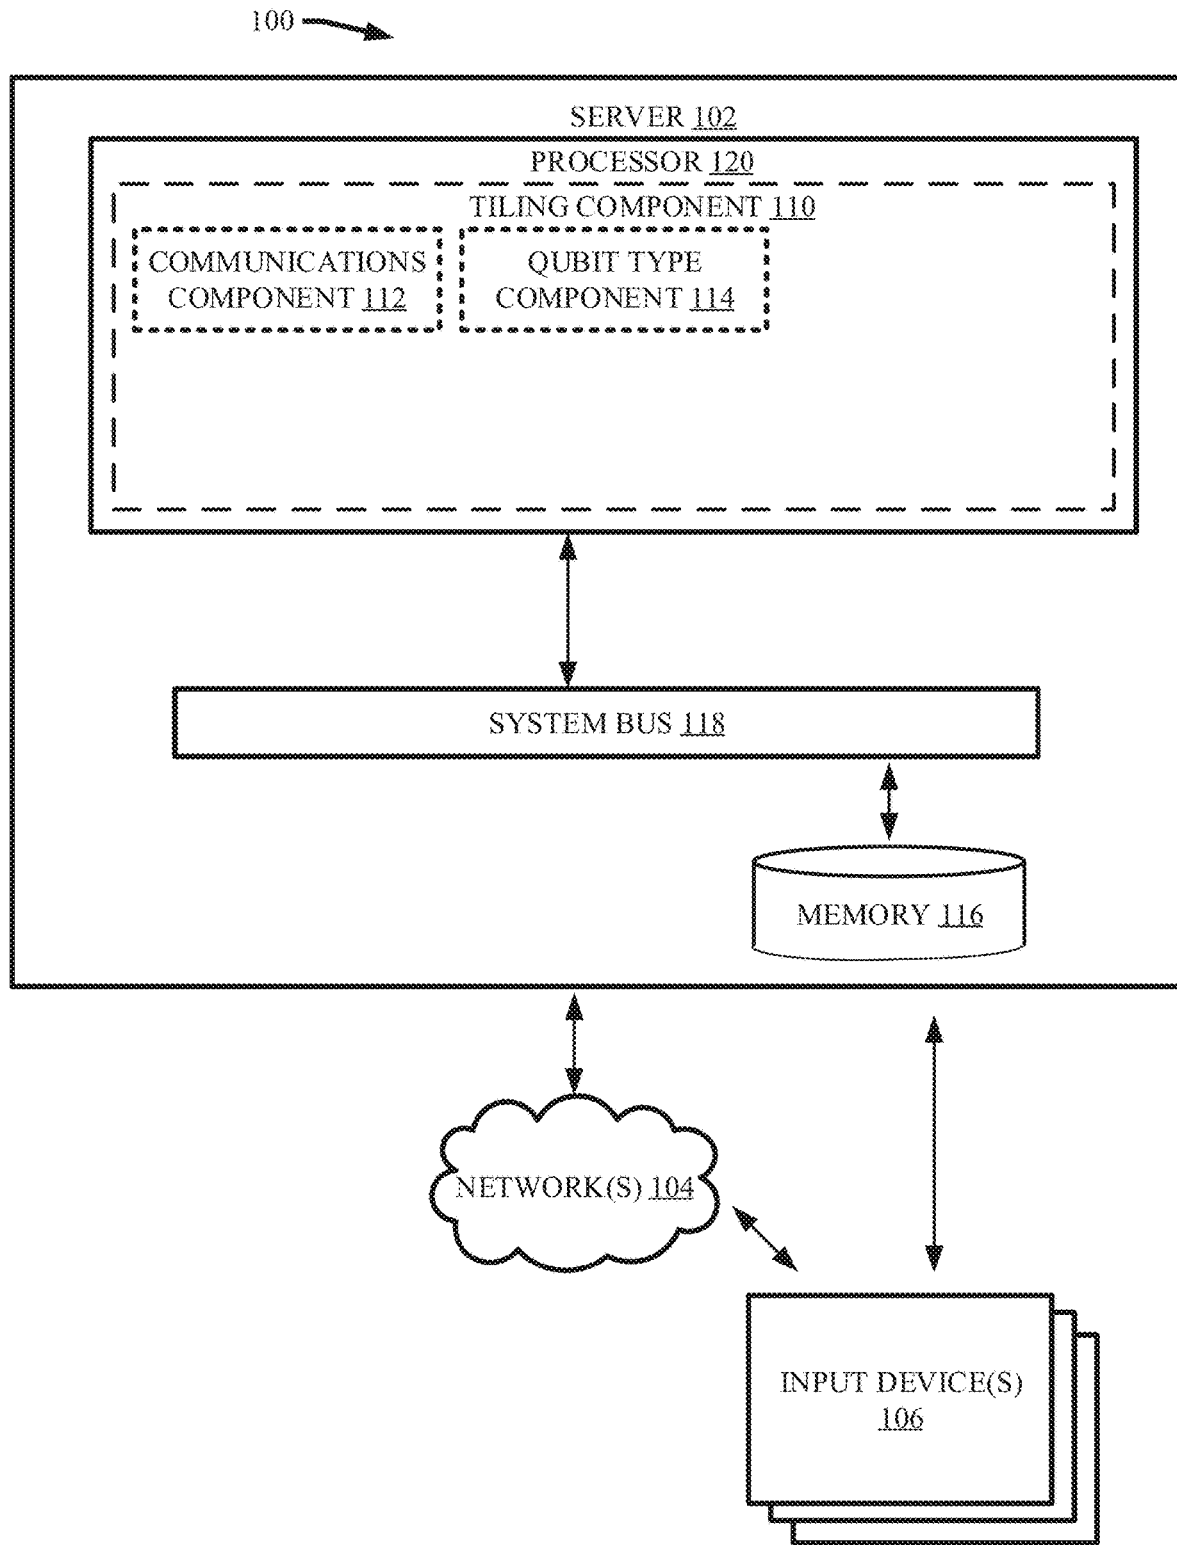 100
SERVER 102
PROCESSOR 120
TILING COMPONENT 110
COMMUNICATIONS
COMPONENT 112
QUBIT TYPE
COMPONENT 114
SYSTEM BUS 118
MEMORY 116
NETWORK(S) 104
INPUT DEVICE(S)
106